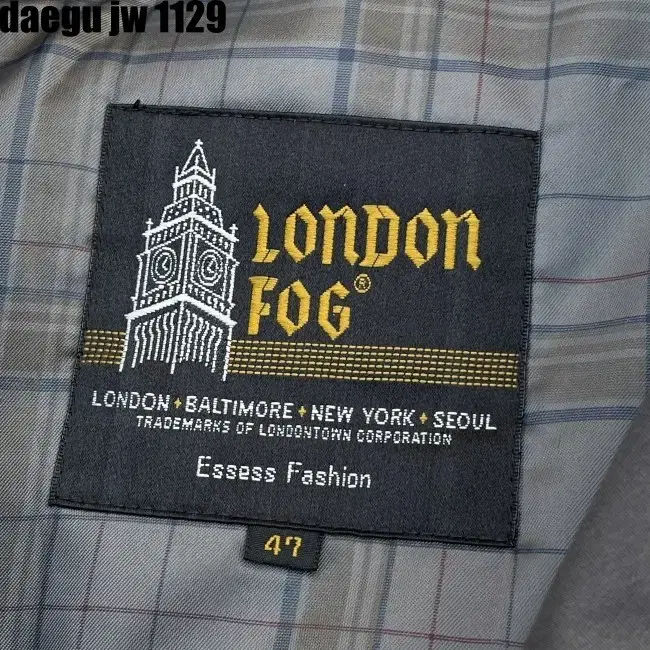 daegu jw 1129
LONDON
FOG®
LONDON ✦ BALTIMORE ✦ NEW YORK ✦ SEOUL
TRADEMARKS OF LONDONTOWN CORPORATION
Essess Fashion
47